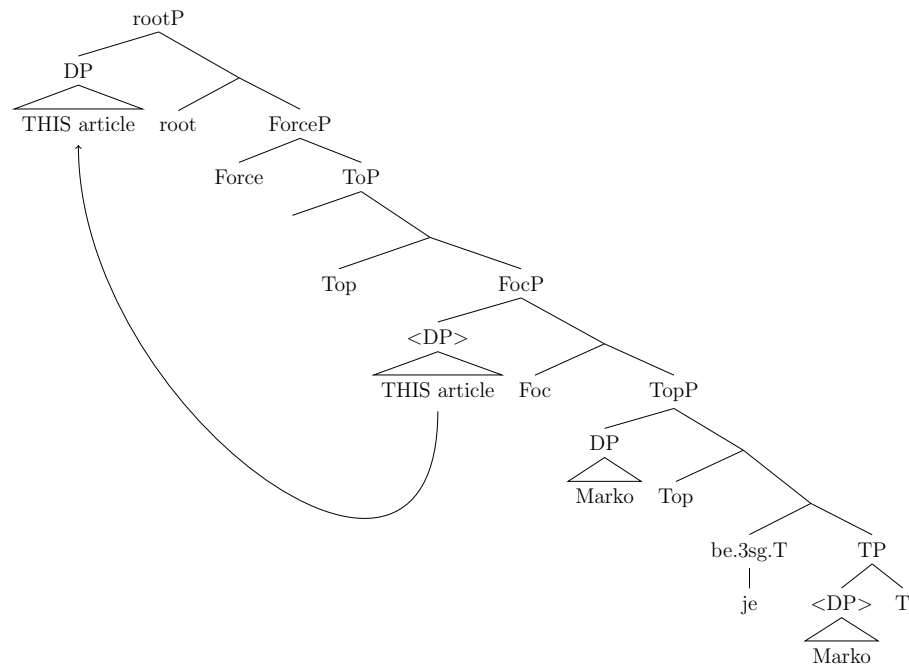 rootP
DP
THIS article root ForceP
Force ToP
Top FocP
<DP>
THIS article Foc TopP
DP
Marko Top
be.3sg.T TP
je <DP> T
Marko